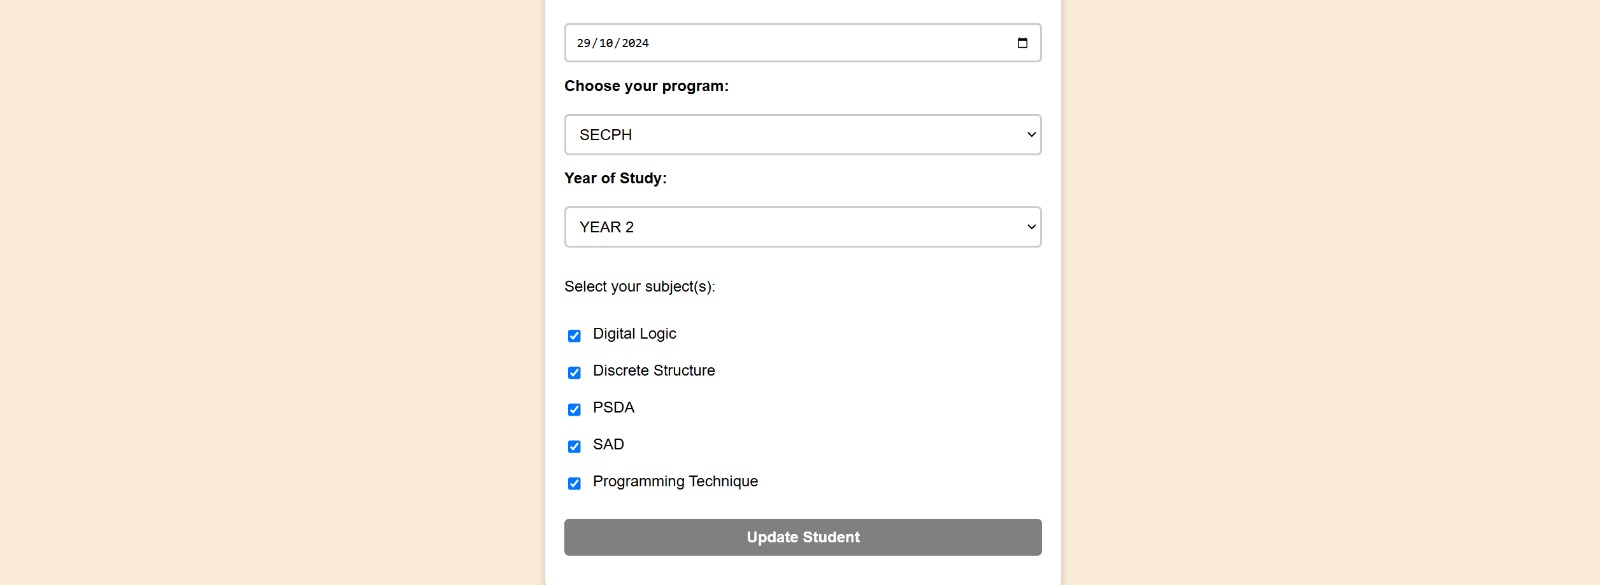 29/10/2024
Choose your program:
SECPH
Year of Study:
YEAR 2
Select your subject(s):
Digital Logic
Discrete Structure
PSDA
SAD
Programming Technique
Update Student